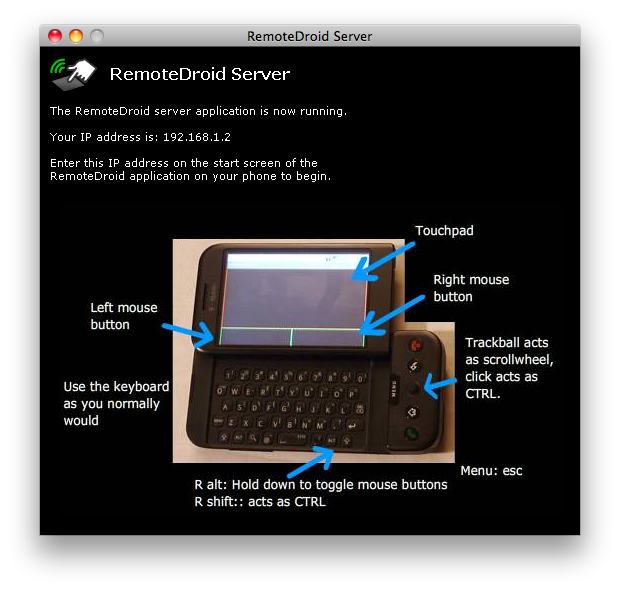 RemoteDroid Server
RemoteDroid Server
The RemoteDroid server application is now running.
Your IP address is: 192.168.1.2
Enter this IP address on the start screen of the
RemoteDroid application on your phone to begin.
Touchpad
Right mouse
button
Left mouse
button
Trackball acts
as scrollwheel,
click acts as
CTRL.
Use the keyboard
as you normally
would
Menu: esc
R alt: Hold down to toggle mouse buttons
R shift:: acts as CTRL